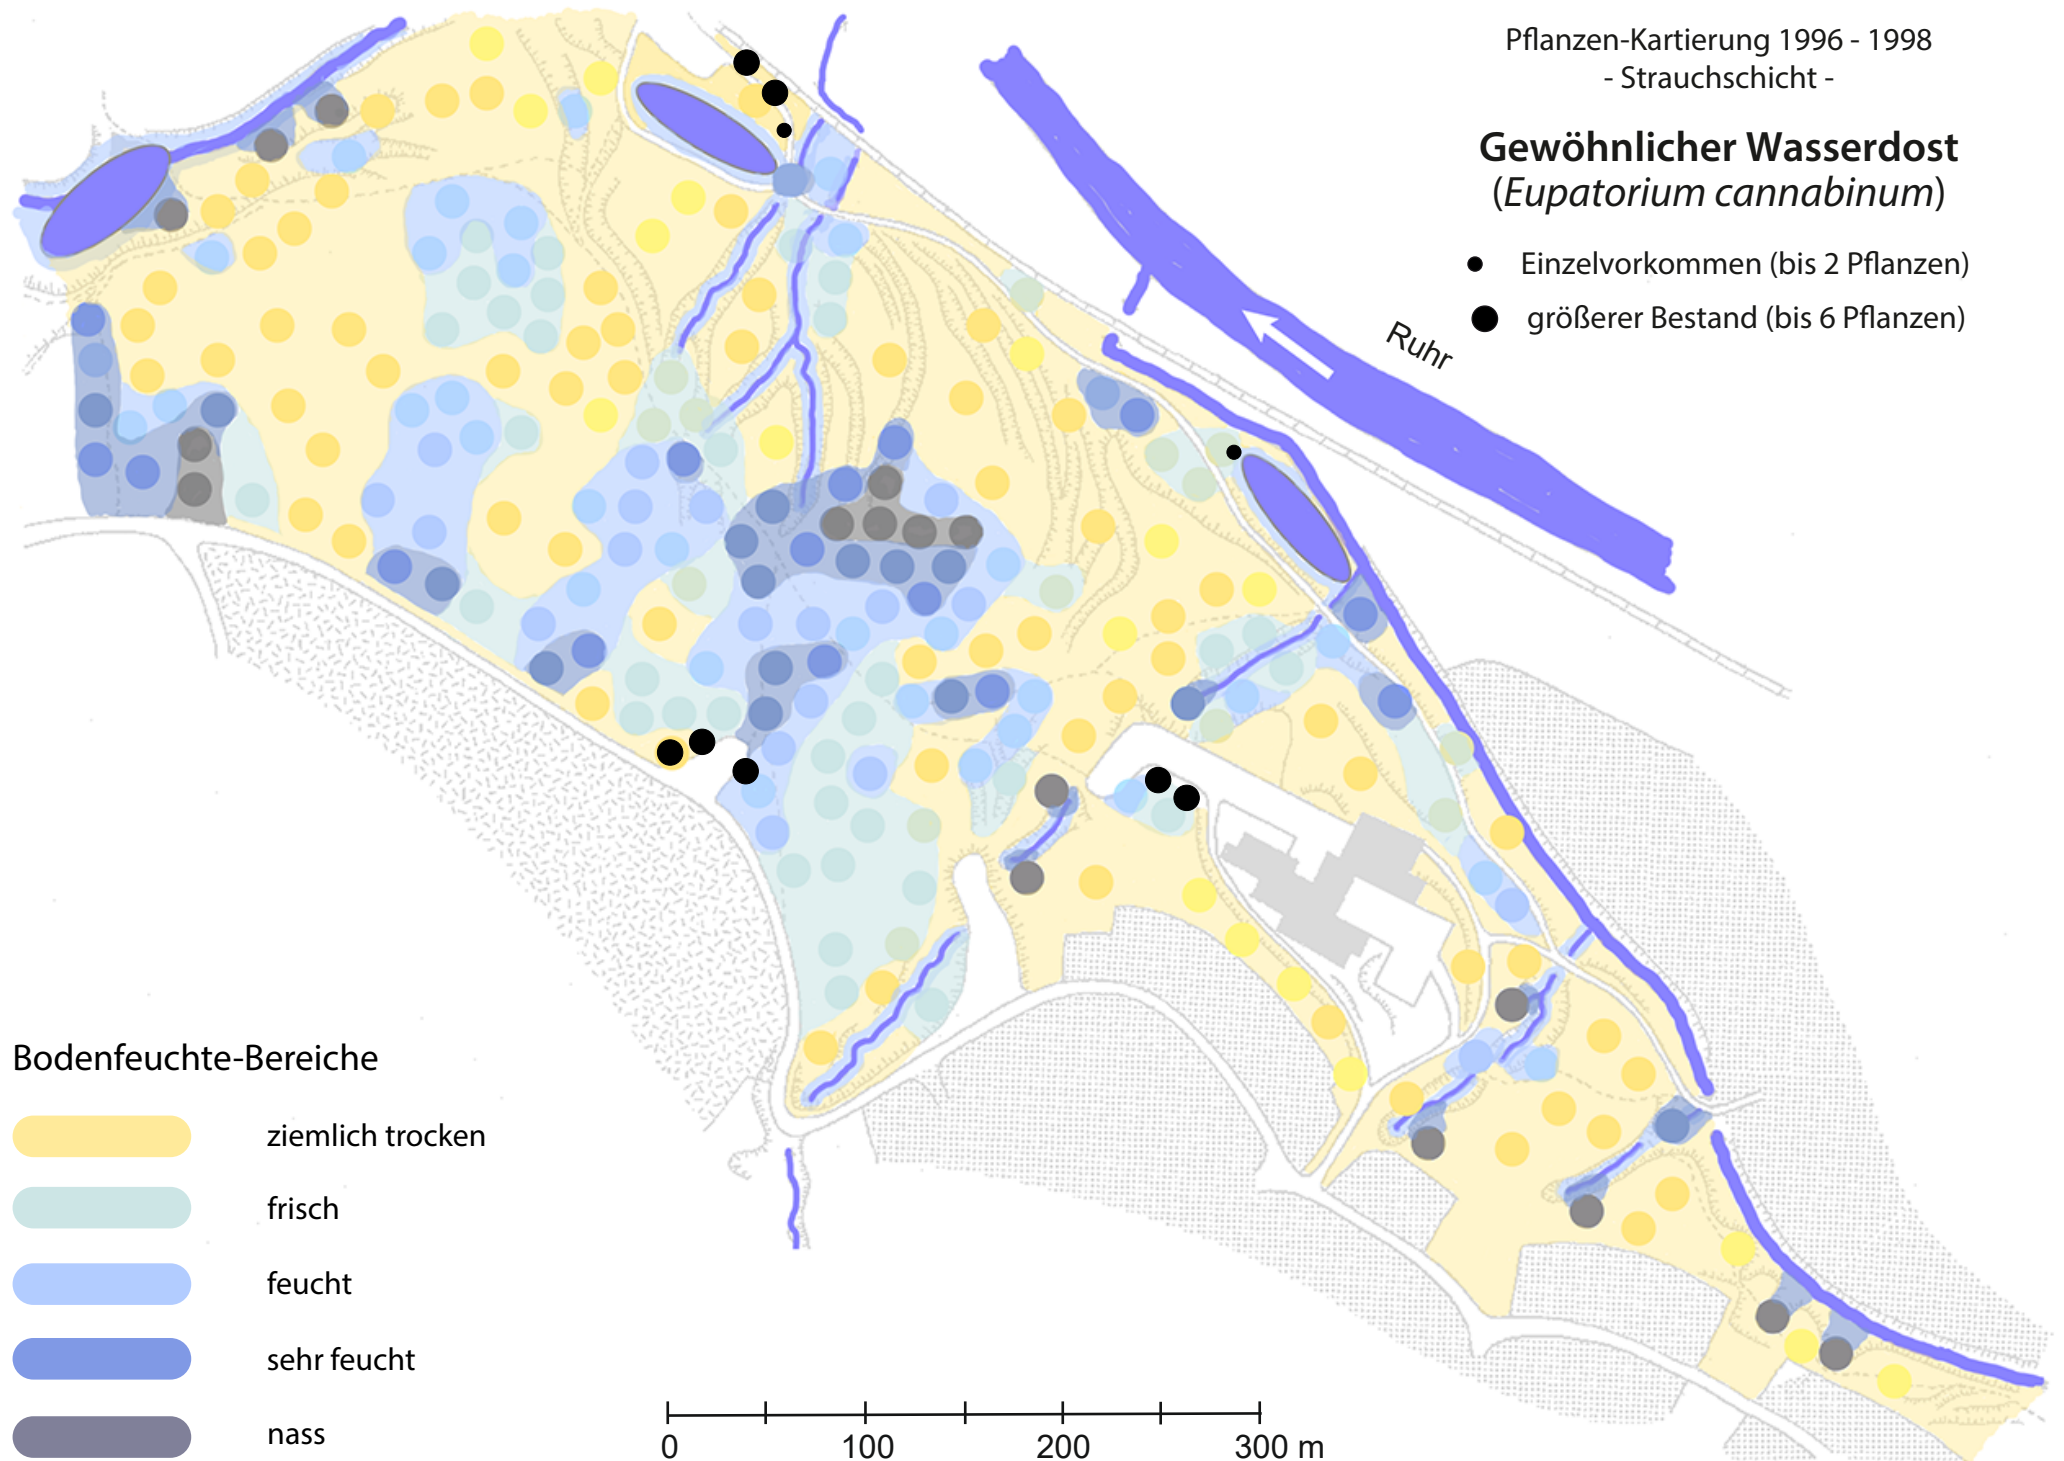 Pflanzen-Kartierung 1996 - 1998
- Strauchschicht -
Gewöhnlicher Wasserdost
(Eupatorium cannabinum)
Einzelvorkommen (bis 2 Pflanzen)
größerer Bestand (bis 6 Pflanzen)
Ruhr
Bodenfeuchte-Bereiche
ziemlich trocken
frisch
feucht
sehr feucht
nass
0 100 200 300 m